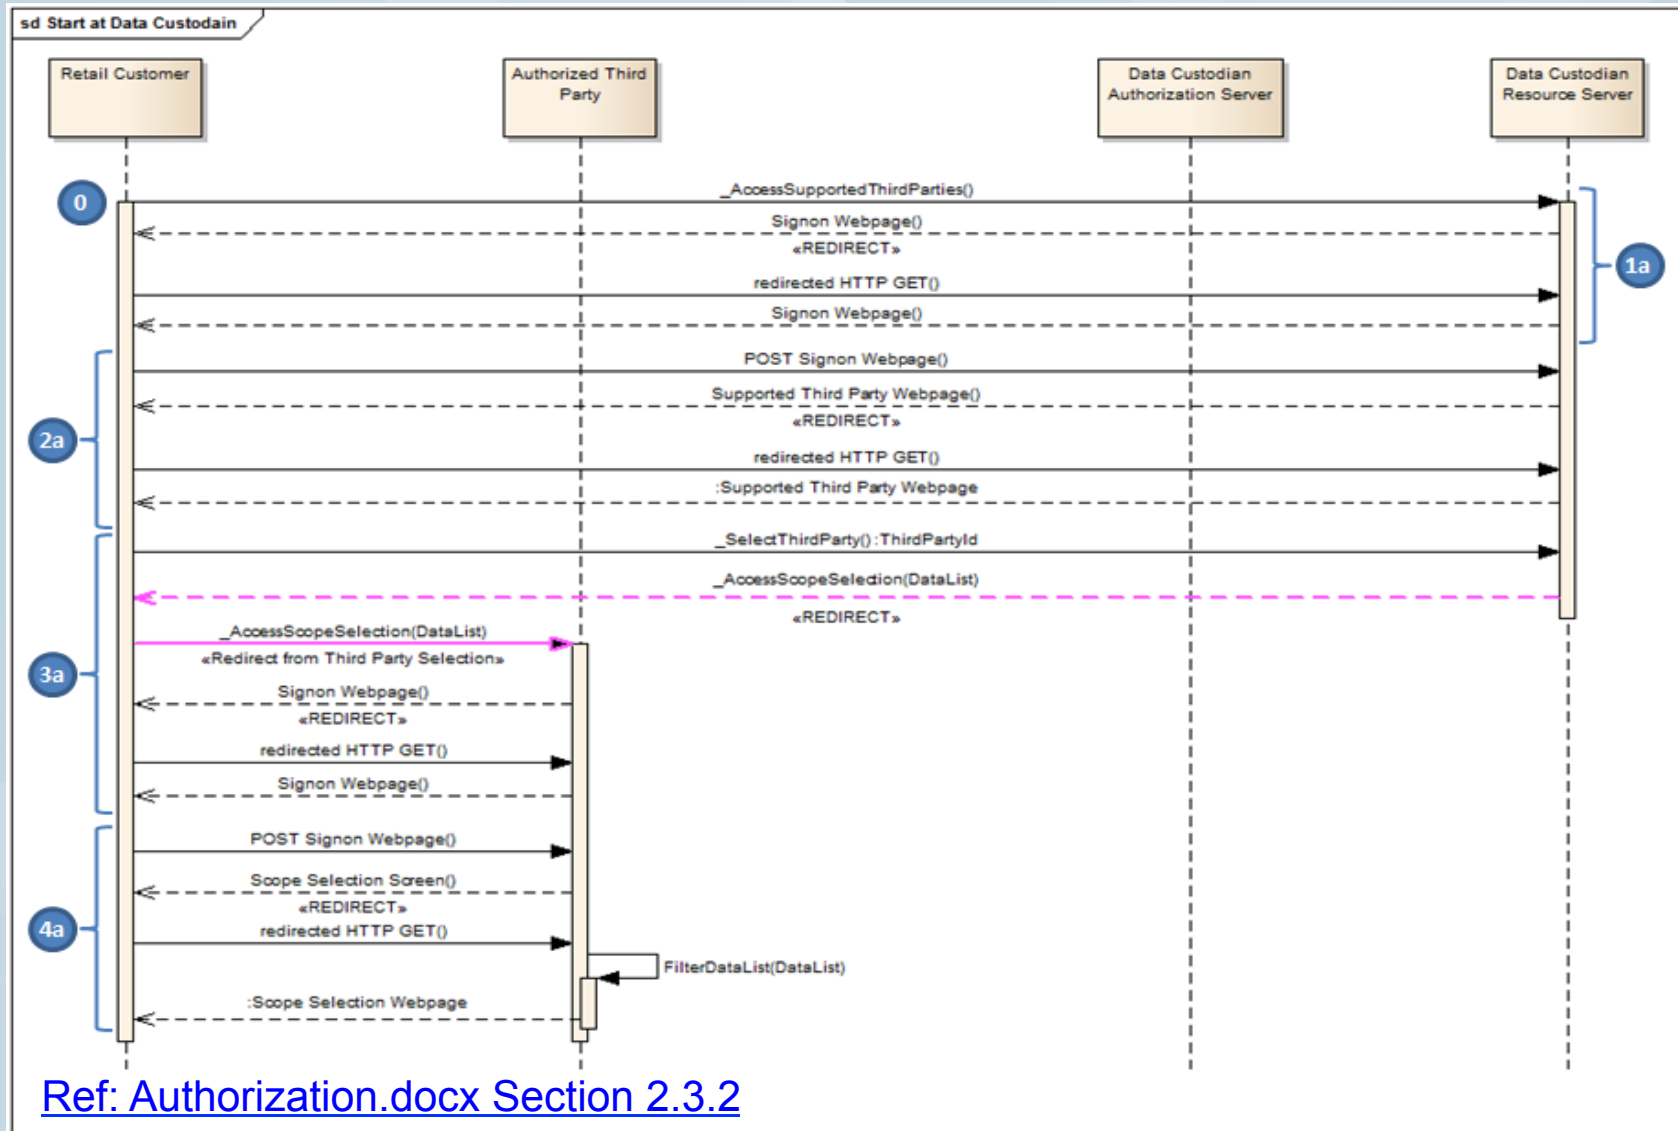 sd Start at Data Custodain
Retail Customer
Authorized Third
Party
Data Custodian
Authorization Server
Data Custodian
Resource Server
0
_AccessSupportedThirdParties()
Signon Webpage()
«REDIRECT»
1a
redirected HTTP GET()
Signon Webpage()
POST Signon Webpage()
Supported Third Party Webpage()
«REDIRECT»
2a
redirected HTTP GET()
:Supported Third Party Webpage
_SelectThirdParty() :ThirdPartyId
_AccessScopeSelection(DataList)
«REDIRECT»
_AccessScopeSelection(DataList)
«Redirect from Third Party Selection»
3a
Signon Webpage()
«REDIRECT»
redirected HTTP GET()
Signon Webpage()
POST Signon Webpage()
Scope Selection Screen()
«REDIRECT»
4a
redirected HTTP GET()
FilterDataList(DataList)
:Scope Selection Webpage
Ref: Authorization.docx Section 2.3.2